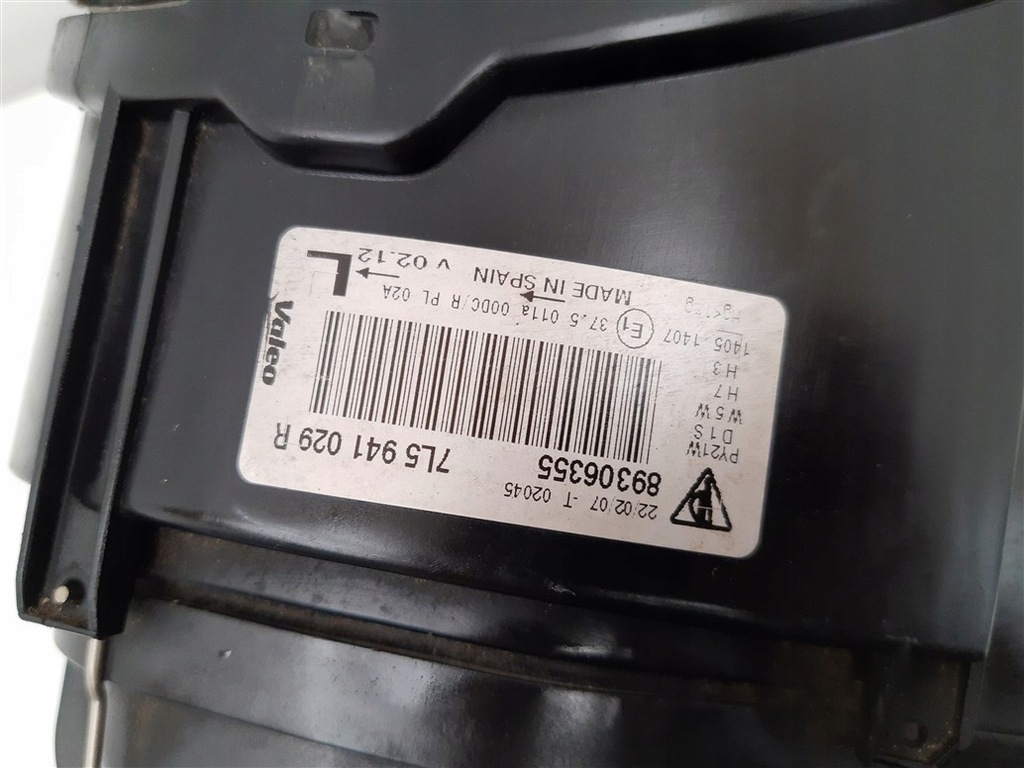 22/02/07 -T 02045
89306355
7L5 941 029 R
PY21W
D1S
W5W
H7
H3
1405 1407
Valeo
E1 37.5 011a 00DC/R PL 02A
MADE IN SPAIN v 02.12
L